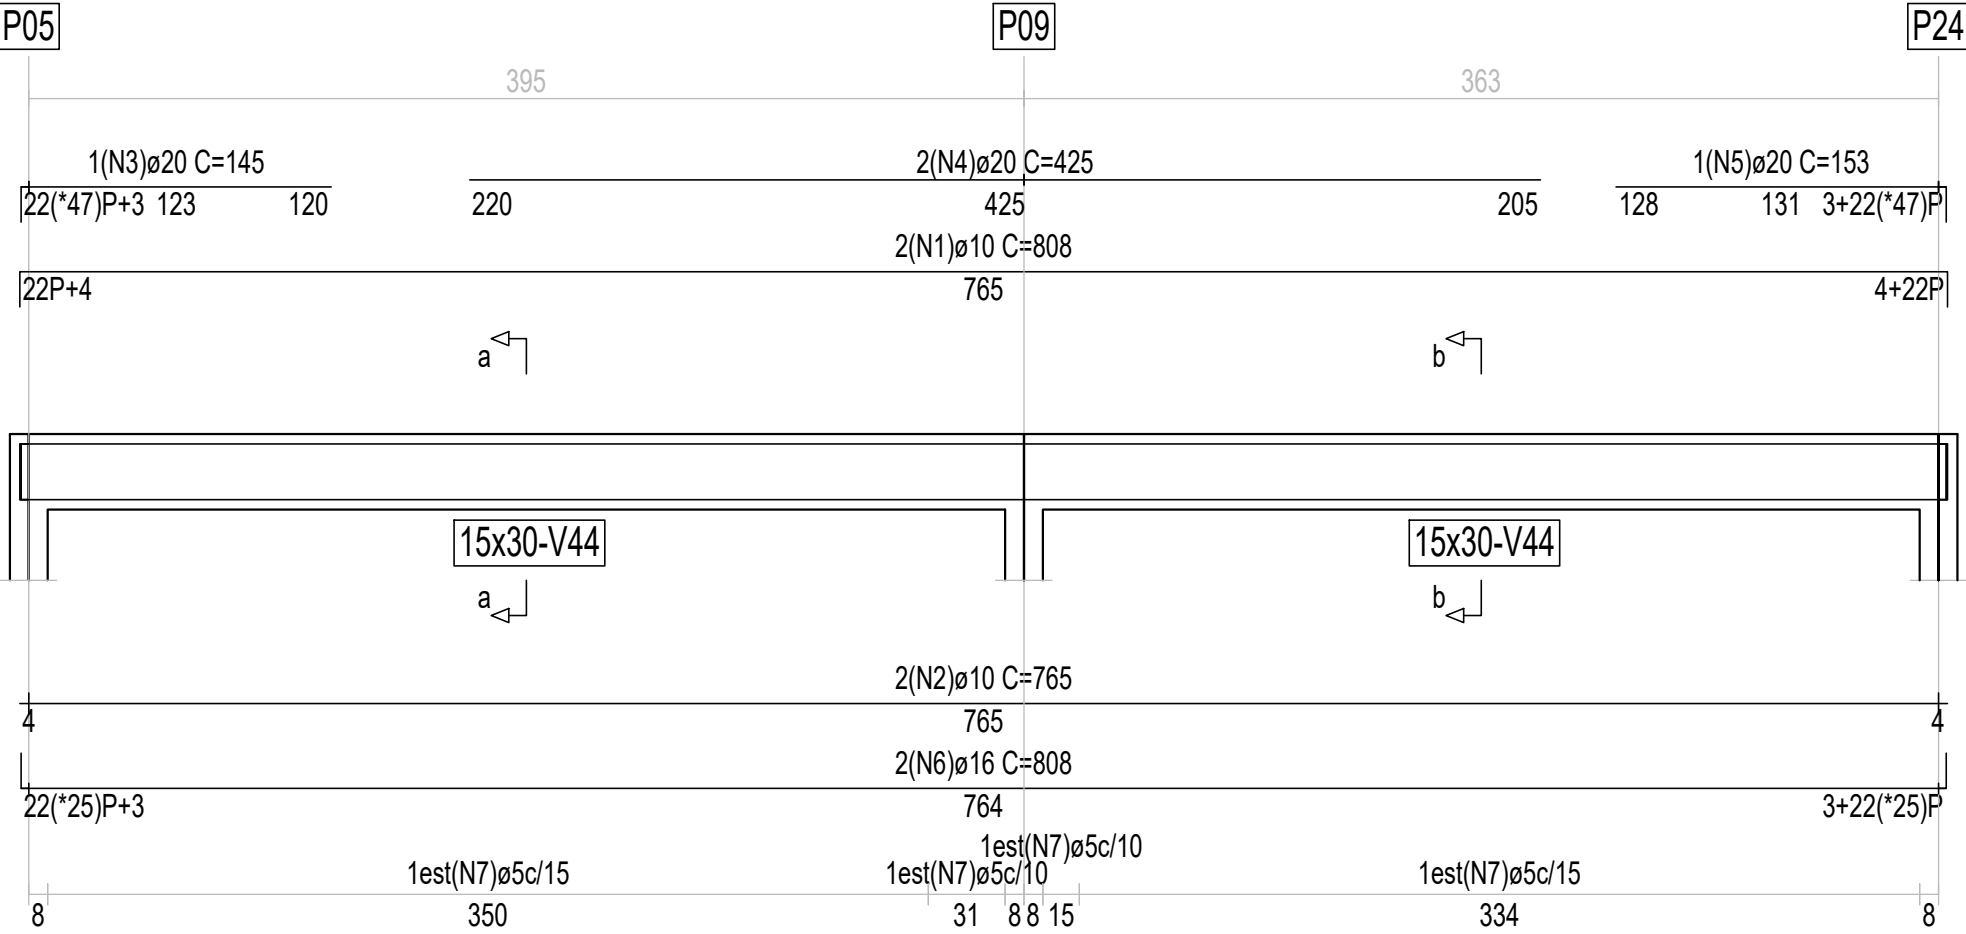 P05 P09 P24
395 363
1(N3)ø20 C=145 2(N4)ø20 C=425 1(N5)ø20 C=153
22(*47)P+3 123 120 220 425 205 128 131 3+22(*47)P
2(N1)ø10 C=808
22P+4 765 4+22P
a b
15x30-V44 15x30-V44
a b
2(N2)ø10 C=765
4 765 4
2(N6)ø16 C=808
22(*25)P+3 764 3+22(*25)P
1est(N7)ø5c/10
1est(N7)ø5c/15 1est(N7)ø5c/10 1est(N7)ø5c/15
8 350 31 8 8 15 334 8